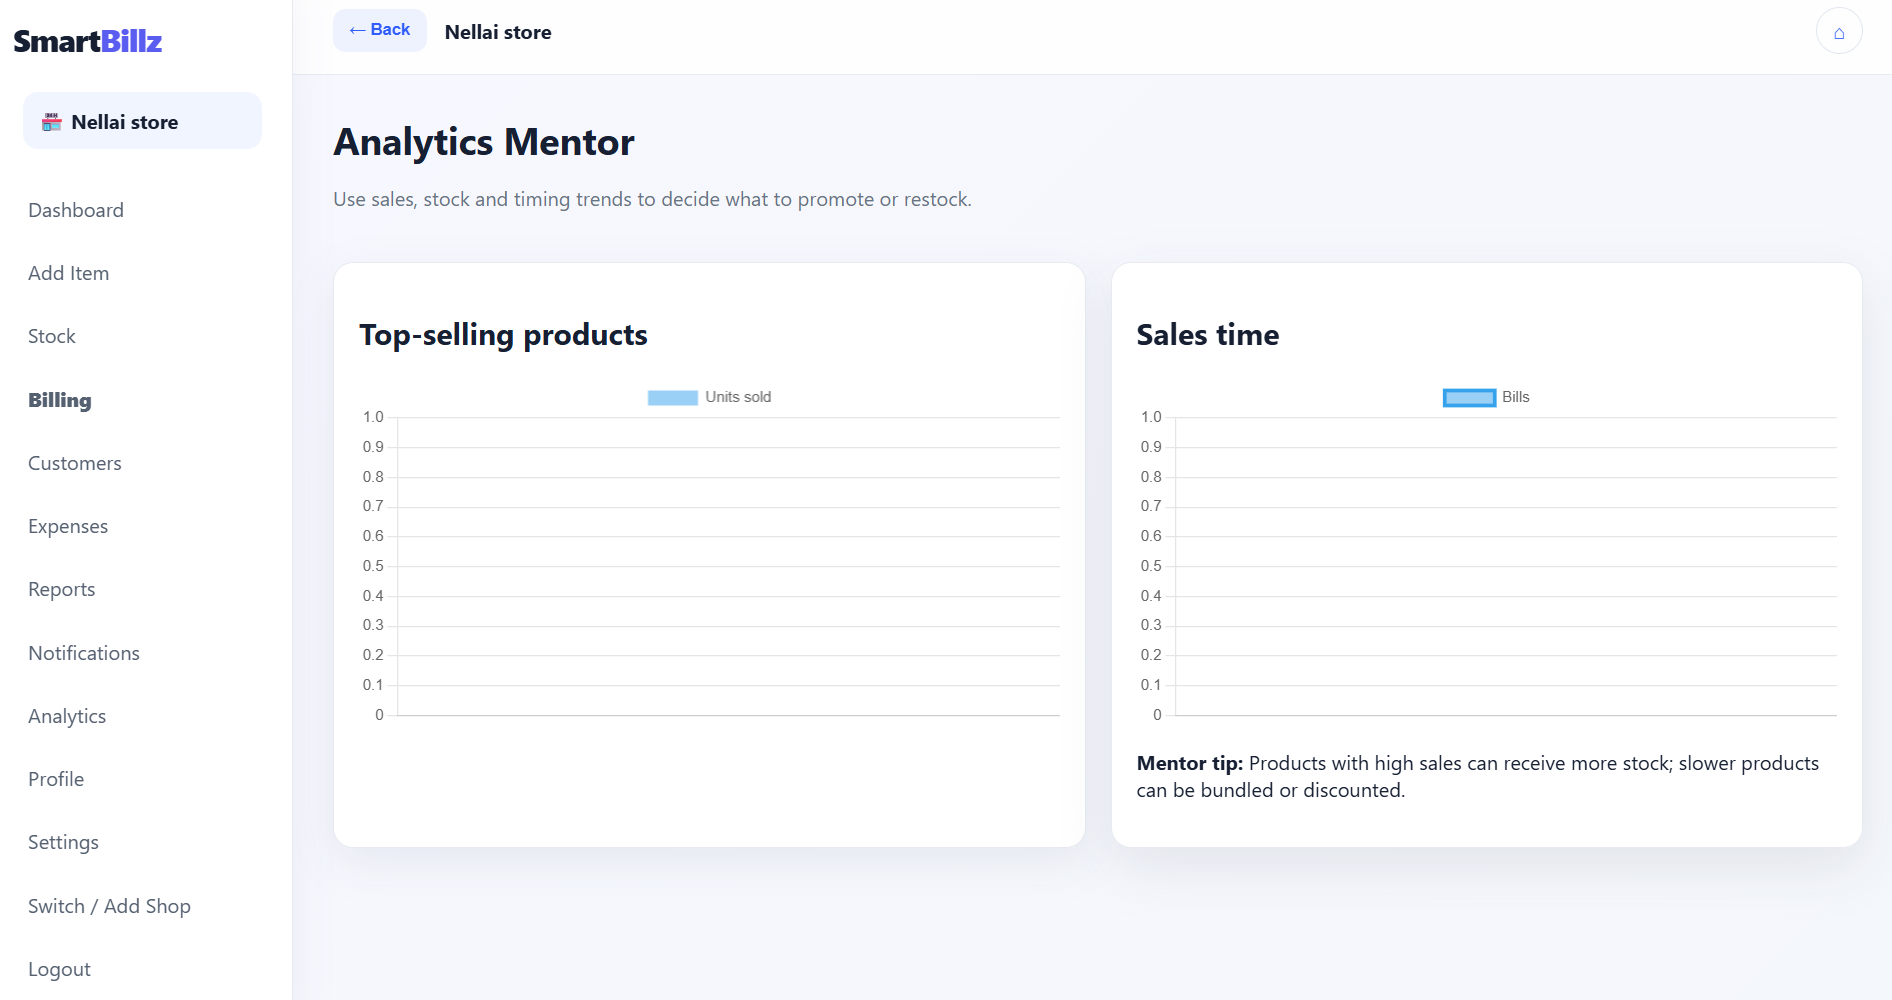 SmartBillz
Nellai store
Dashboard
Add Item
Stock
Billing
Customers
Expenses
Reports
Notifications
Analytics
Profile
Settings
Switch / Add Shop
Logout
← Back
Nellai store
Analytics Mentor
Use sales, stock and timing trends to decide what to promote or restock.
Top-selling products
Units sold
1.0
0.9
0.8
0.7
0.6
0.5
0.4
0.3
0.2
0.1
0
Sales time
Bills
1.0
0.9
0.8
0.7
0.6
0.5
0.4
0.3
0.2
0.1
0
Mentor tip: Products with high sales can receive more stock; slower products
can be bundled or discounted.